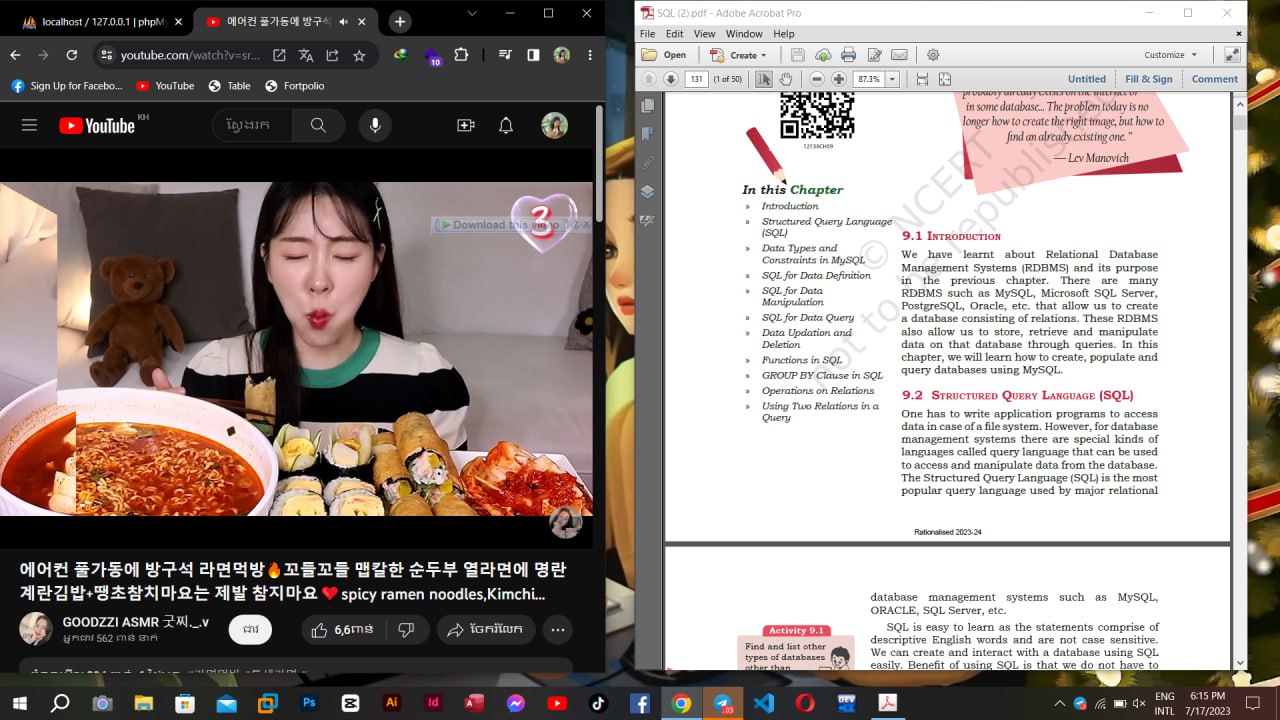 localhost / 127.0.0.1 | phpMy
에어컨 풀가동에 방구석
youtube.com/watch?v=sr...
10
Sign Up for Insomn...
YouTube
Table
Fortpolio
YouTube KH
ស្វែងរក
Download this video
?
X
3
에어컨 풀가동에 방구석 라면먹방🔥꼬들꼬들 맵칼한 순두부 열라면에 명란
계란김밥+땡초참치마요는 제발 참지마요 ❤️spicy ramen noodles,Kimchi...
GOODZZI ASMR 굿찌._.v
អ្នកជាវ 562 ពាន់ នាក់
ជាវ
6,6ពាន់
ចែករំលែក
SQL (2).pdf - Adobe Acrobat Pro
File Edit View Window Help
Open
Create
Customize
131
(1 of 50)
87.3%
Untitled
Fill & Sign
Comment
probably already exists on the internet or
in some database... The problem today is no
longer how to create the right image, but how to
find an already existing one."
— Lev Manovich
12130CH09
In this Chapter
» Introduction
» Structured Query Language
(SQL)
» Data Types and
Constraints in MySQL
» SQL for Data Definition
» SQL for Data
Manipulation
» SQL for Data Query
» Data Updation and
Deletion
» Functions in SQL
» GROUP BY Clause in SQL
» Operations on Relations
» Using Two Relations in a
Query
© NCERT
not to be republished
9.1 Introduction
We have learnt about Relational Database
Management Systems (RDBMS) and its purpose
in the previous chapter. There are many
RDBMS such as MySQL, Microsoft SQL Server,
PostgreSQL, Oracle, etc. that allow us to create
a database consisting of relations. These RDBMS
also allow us to store, retrieve and manipulate
data on that database through queries. In this
chapter, we will learn how to create, populate and
query databases using MySQL.
9.2 Structured Query Language (SQL)
One has to write application programs to access
data in case of a file system. However, for database
management systems there are special kinds of
languages called query language that can be used
to access and manipulate data from the database.
The Structured Query Language (SQL) is the most
popular query language used by major relational
Rationalised 2023-24
database management systems such as MySQL,
ORACLE, SQL Server, etc.
SQL is easy to learn as the statements comprise of
descriptive English words and are not case sensitive.
We can create and interact with a database using SQL
easily. Benefit of using SQL is that we do not have to
Activity 9.1
Find and list other
types of databases
other than
Ps
Ai
Id
DEV
ENG
INTL
6:15 PM
7/17/2023